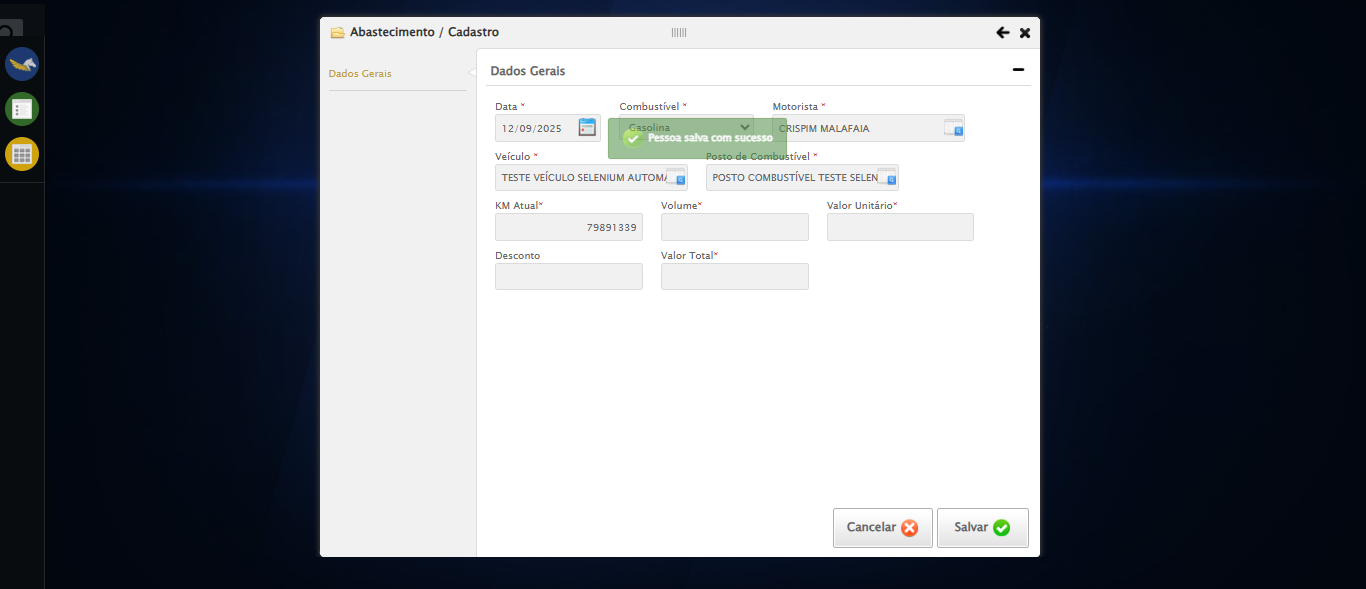 Abastecimento / Cadastro
Dados Gerais
Dados Gerais
Data * Combustível * Motorista *
12/09/2025 Gasolina CRISPIM MALAFAIA
Pessoa salva com sucesso
Veículo * Posto de Combustível *
TESTE VEÍCULO SELENIUM AUTOMA POSTO COMBUSTÍVEL TESTE SELEN
KM Atual* Volume* Valor Unitário*
79891339
Desconto Valor Total*
Cancelar Salvar